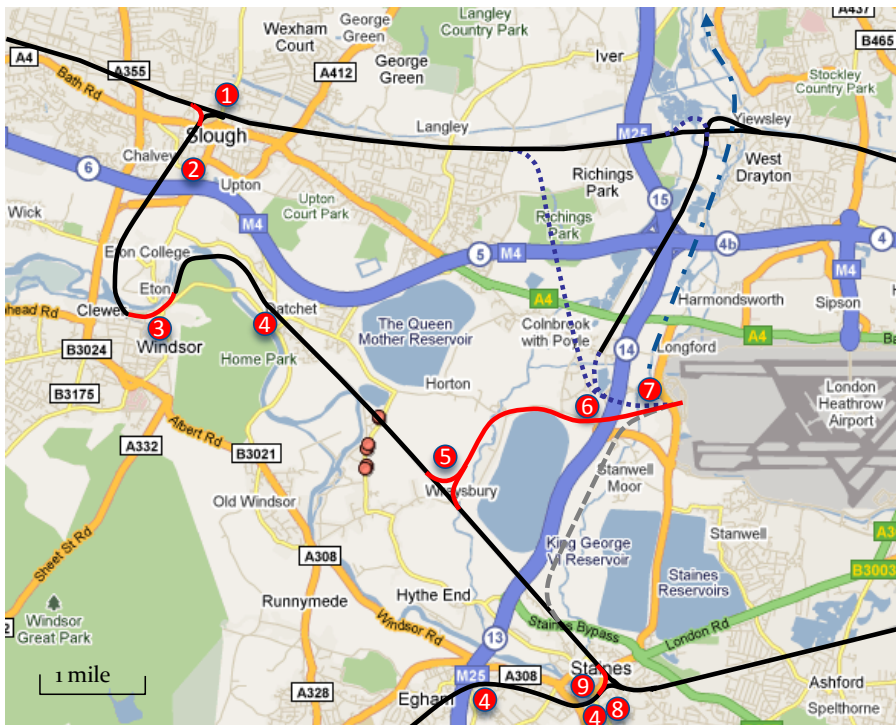 Wexham
Court
George
Green
Langley
Country Park
A437
B465
A4
A355
A412
George
Green
Iver
Stockley
Country Park
Bath Rd
1
Slough
Langley
M25
Yiewsley
West
Drayton
Chalvey
2
6
Upton
Upton
Court Park
Richings
Park
15
Wick
Richings
Park
M4
Eton College
5
M4
4b
4
M4
Eton
Clewer
3
Windsor
4
Datchet
The Queen
Mother Reservoir
A4
Colnbrook
with Poyle
Harmondsworth
Sipson
A4
Longford
14
B3024
Home Park
Horton
B3175
6
7
London
Heathrow
Airport
A332
Albert Rd
B3021
5
Wraysbury
Stanwell
Moor
Old Windsor
Stanwell
Sheet St Rd
A308
King George
VI Reservoir
B3003
Staines
Reservoirs
Runnymede
Hythe End
Windsor
Great Park
Windsor Rd
13
Staines Bypass
London Rd
1 mile
M25
A308
Staines
9
A328
Egham
4
4
8
Ashford
Spelthorne